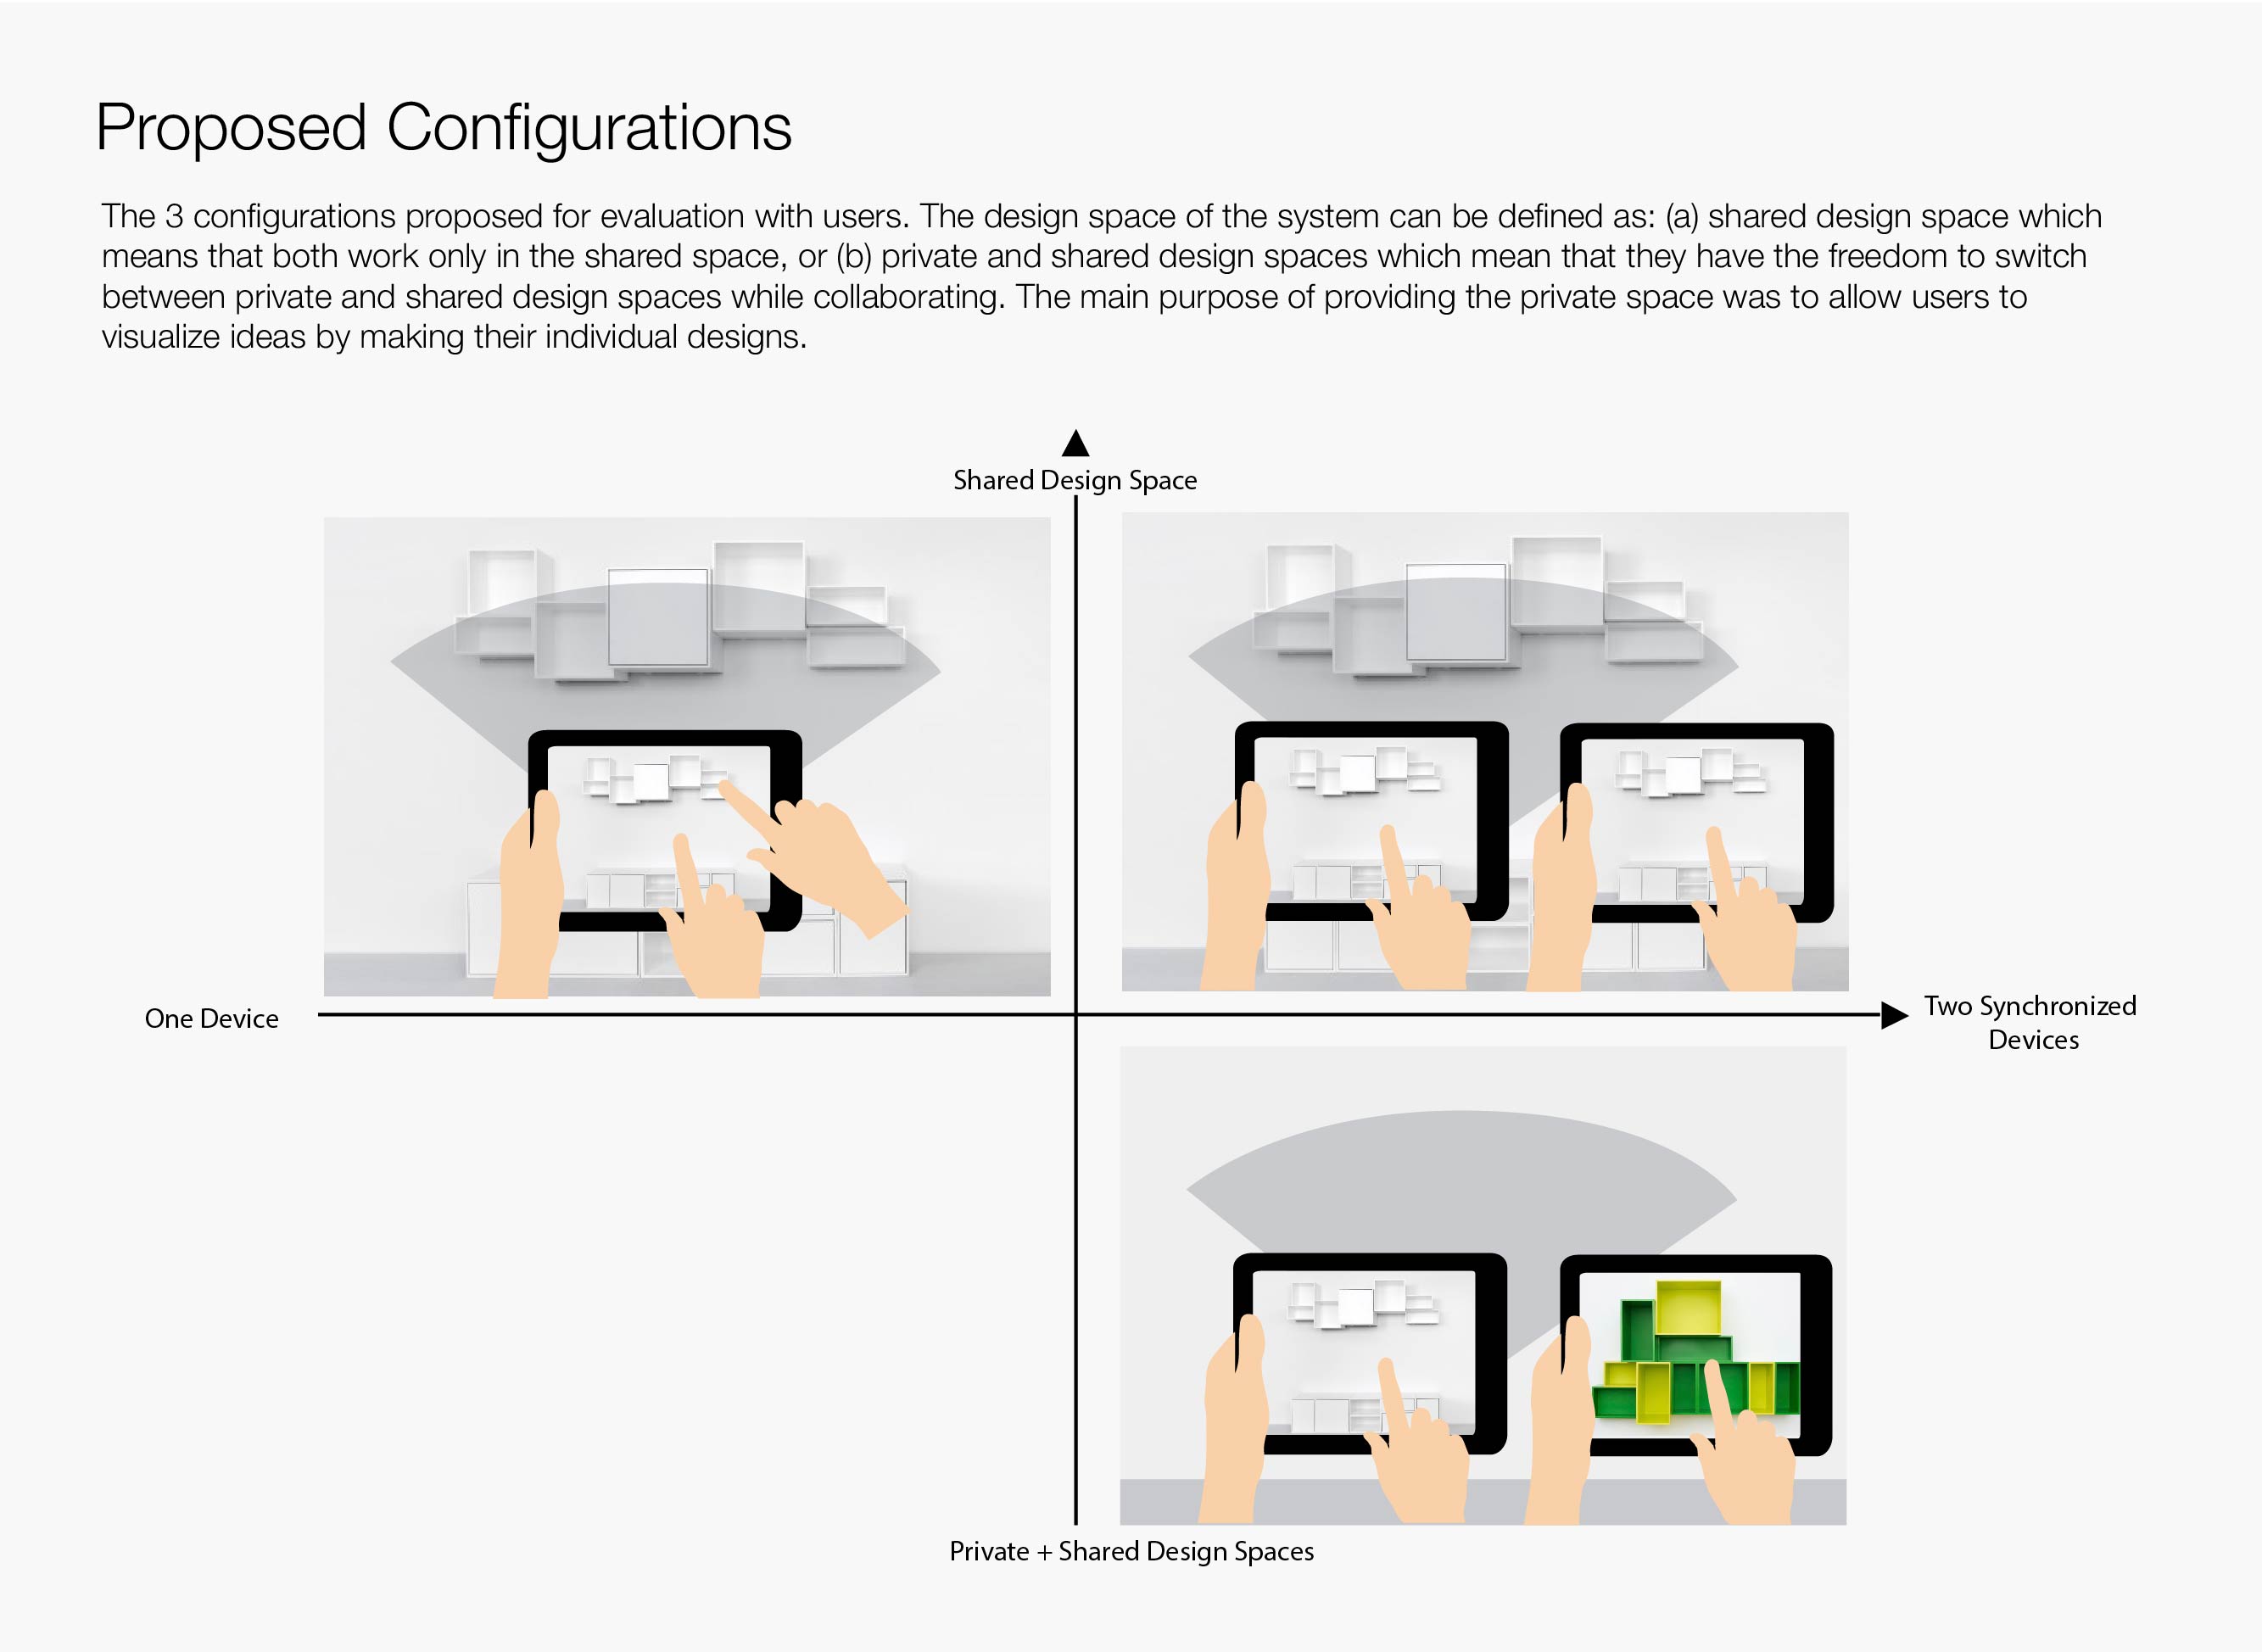 Proposed Configurations
The 3 configurations proposed for evaluation with users. The design space of the system can be defined as: (a) shared design space which
means that both work only in the shared space, or (b) private and shared design spaces which mean that they have the freedom to switch
between private and shared design spaces while collaborating. The main purpose of providing the private space was to allow users to
visualize ideas by making their individual designs.
Shared Design Space
One Device
Two Synchronized
Devices
Private + Shared Design Spaces